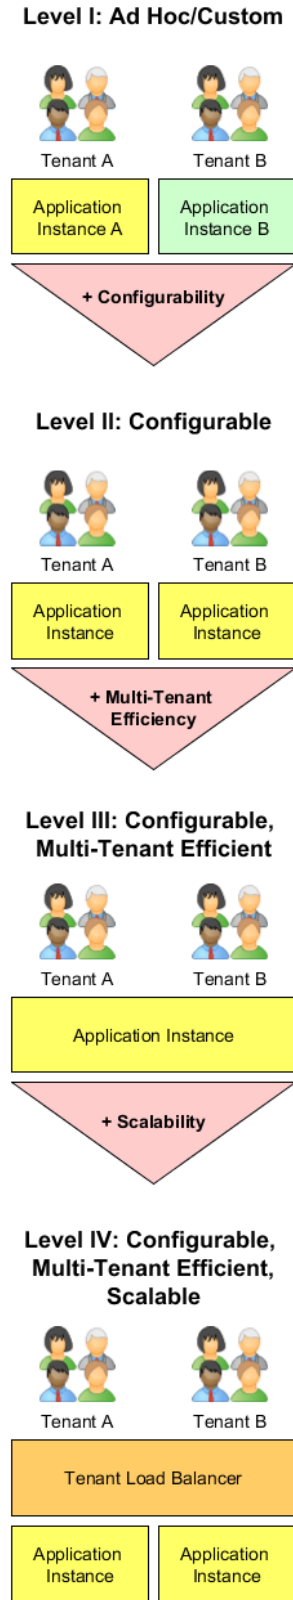 Level I: Ad Hoc/Custom
Tenant A Tenant B
Application Application
Instance A Instance B
+ Configurability
Level II: Configurable
Tenant A Tenant B
Application Application
Instance Instance
+ Multi-Tenant
Efficiency
Level III: Configurable,
Multi-Tenant Efficient
Tenant A Tenant B
Application Instance
+ Scalability
Level IV: Configurable,
Multi-Tenant Efficient,
Scalable
Tenant A Tenant B
Tenant Load Balancer
Application Application
Instance Instance